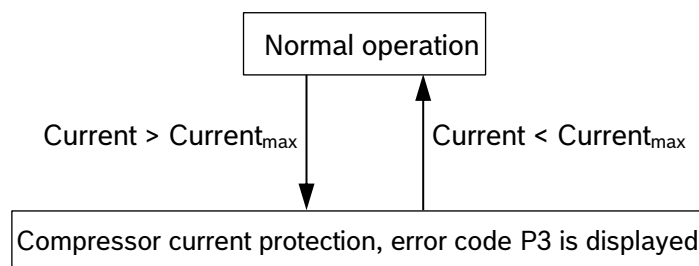 Normal operation
Current > Currentmax
Current < Currentmax
Compressor current protection, error code P3 is displayed